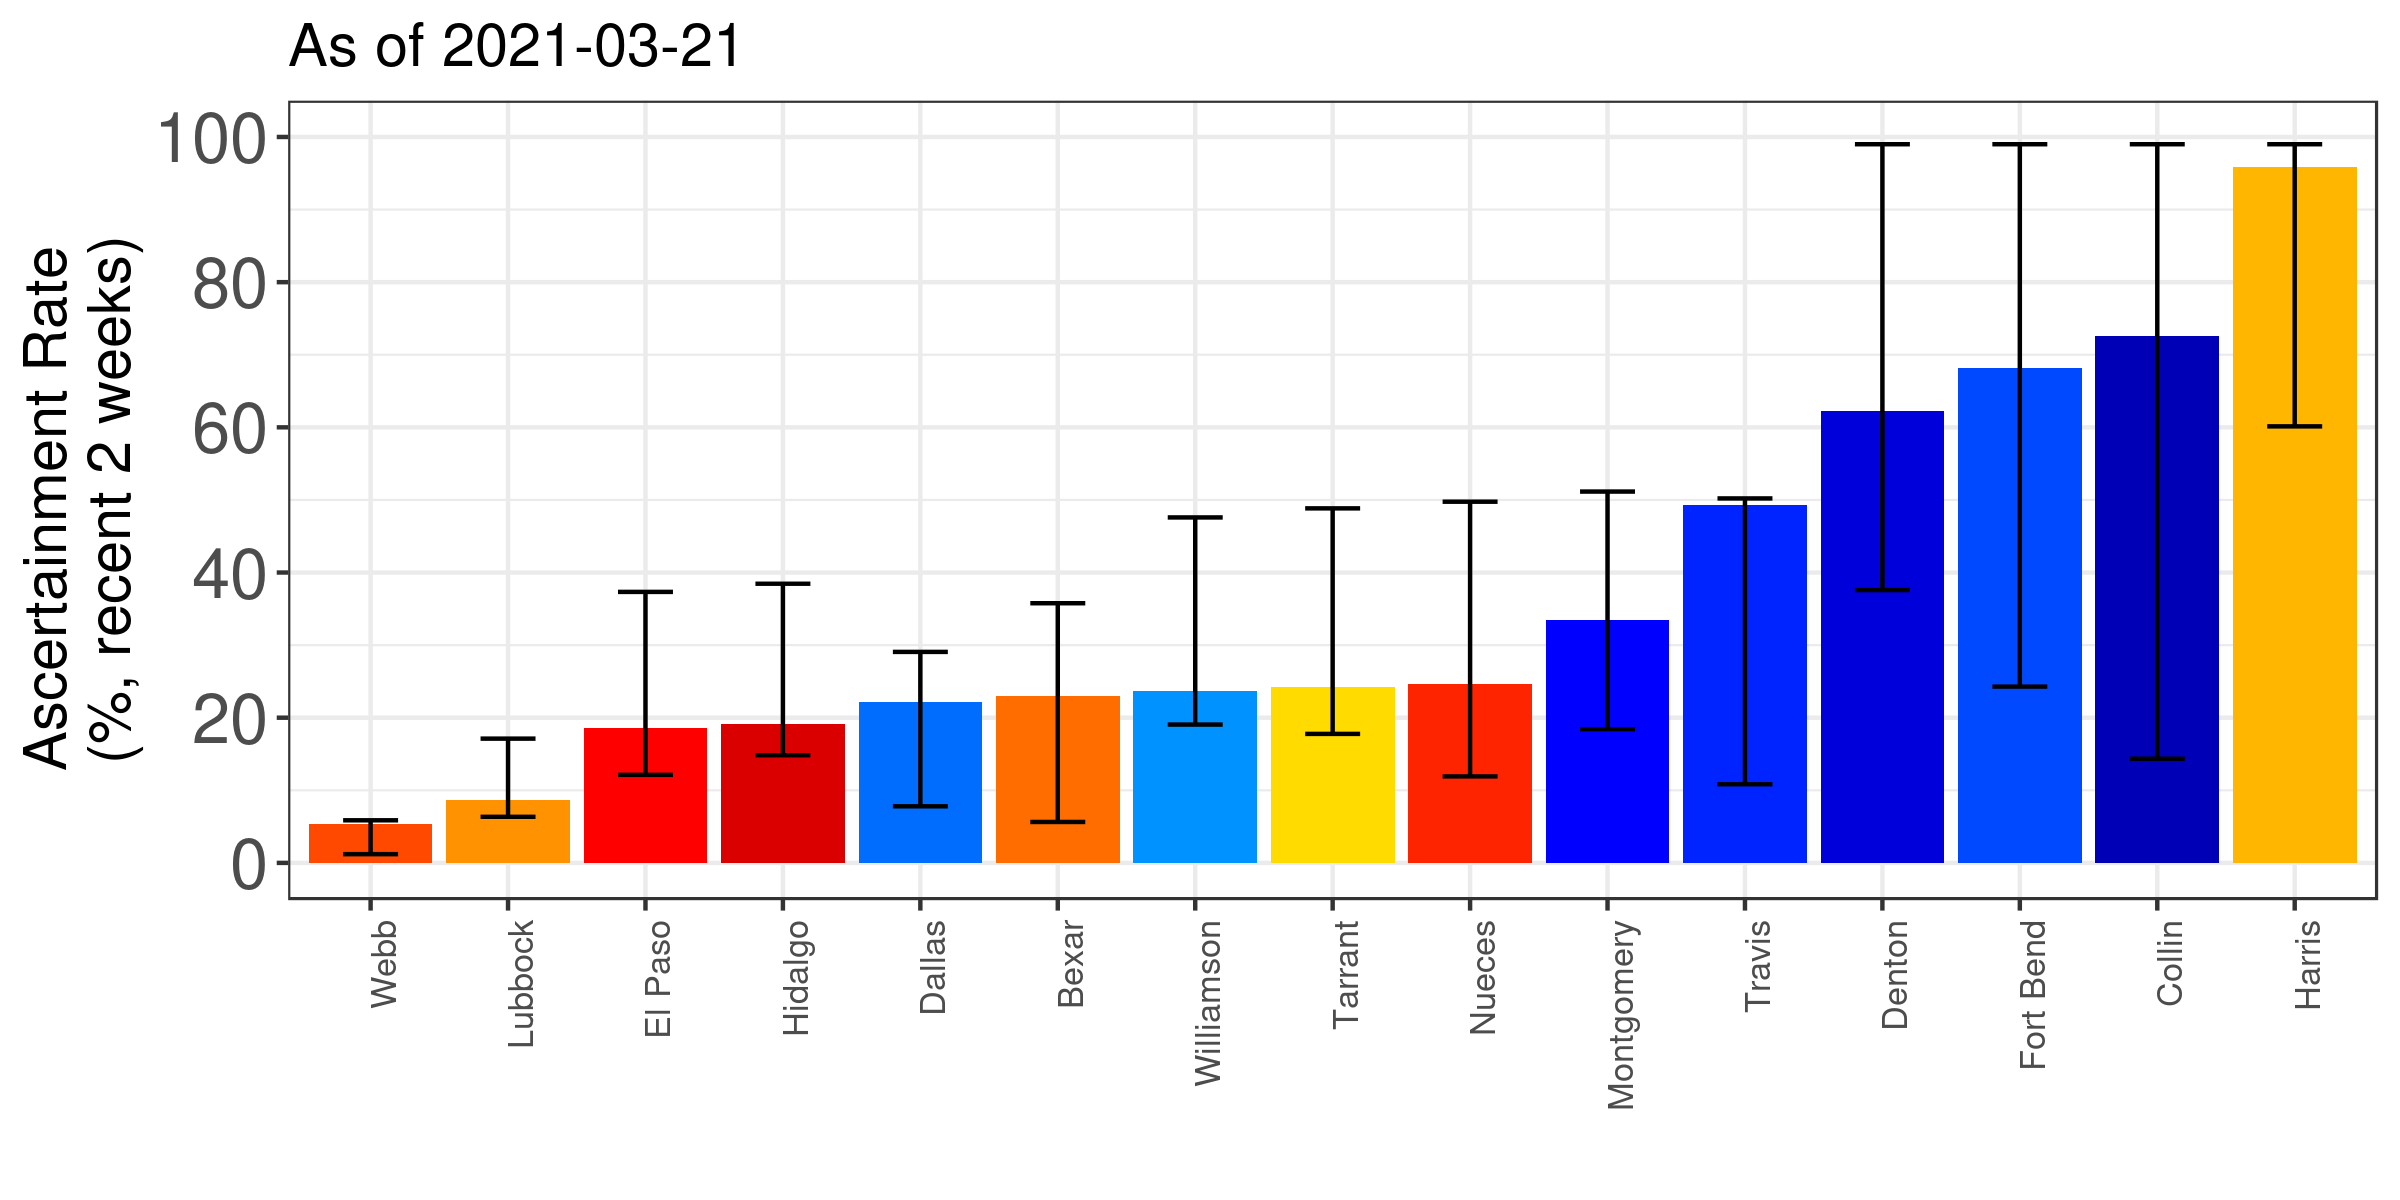 As of 2021-03-21
Ascertainment Rate
(%, recent 2 weeks)
100
80
60
40
20
0
Webb
Lubbock
El Paso
Hidalgo
Dallas
Bexar
Williamson
Tarrant
Nueces
Montgomery
Travis
Denton
Fort Bend
Collin
Harris